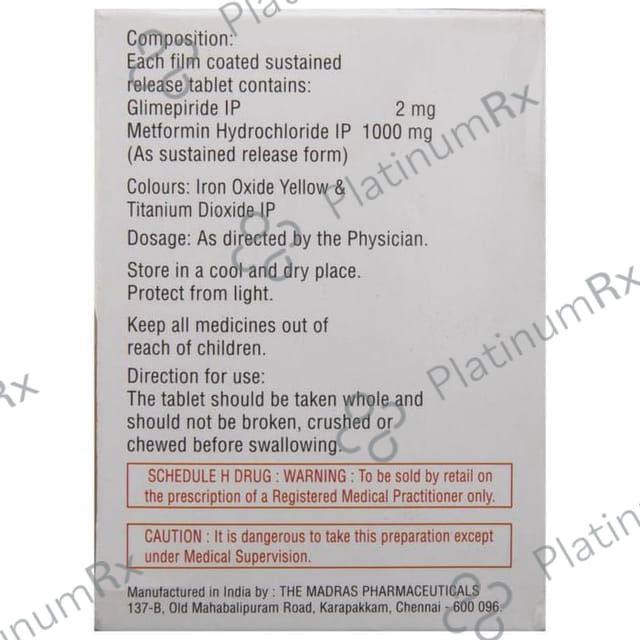 Composition:
Each film coated sustained
release tablet contains:
Glimepiride IP 2 mg
Metformin Hydrochloride IP 1000 mg
(As sustained release form)
Colours: Iron Oxide Yellow &
Titanium Dioxide IP
Dosage: As directed by the Physician.
Store in a cool and dry place.
Protect from light.
Keep all medicines out of
reach of children.
Direction for use:
The tablet should be taken whole and
should not be broken, crushed or
chewed before swallowing.
SCHEDULE H DRUG : WARNING : To be sold by retail on
the prescription of a Registered Medical Practitioner only.
CAUTION : It is dangerous to take this preparation except
under Medical Supervision.
Manufactured in India by : THE MADRAS PHARMACEUTICALS
137-B, Old Mahabalipuram Road, Karapakkam, Chennai - 600 096.
PlatinumRx
PlatinumRx
PlatinumRx